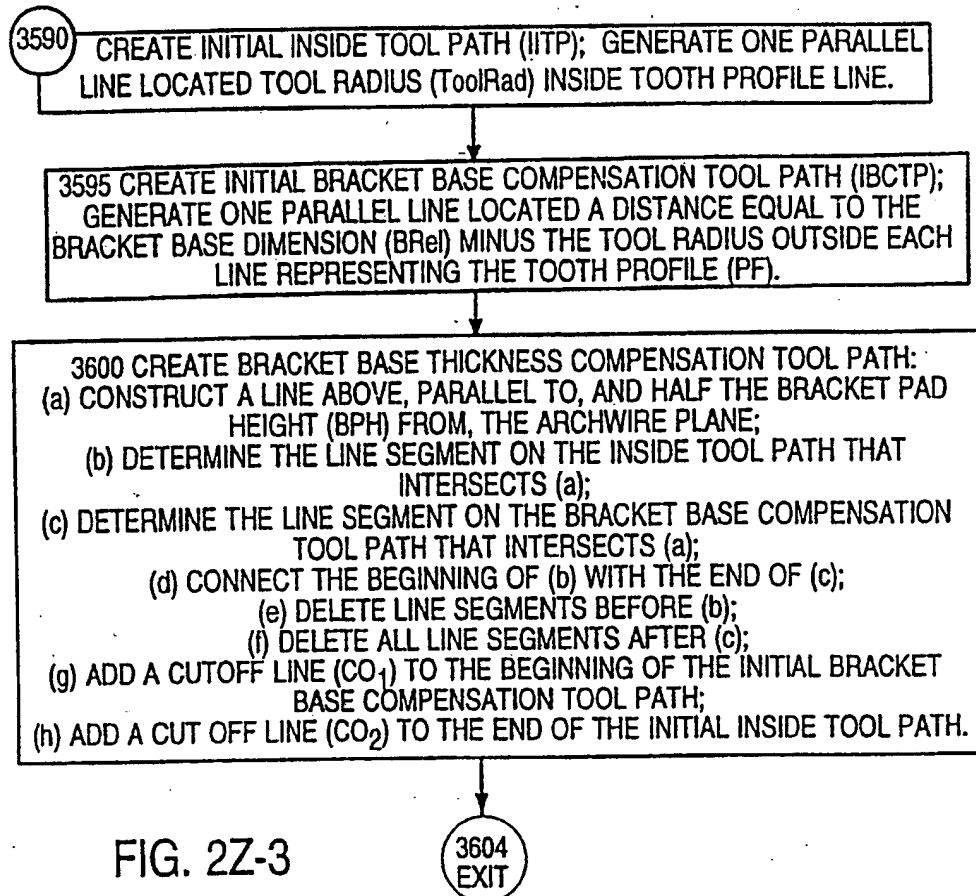 3590
CREATE INITIAL INSIDE TOOL PATH (IITP); GENERATE ONE PARALLEL
LINE LOCATED TOOL RADIUS (ToolRad) INSIDE TOOTH PROFILE LINE.
3595 CREATE INITIAL BRACKET BASE COMPENSATION TOOL PATH (IBCTP);
GENERATE ONE PARALLEL LINE LOCATED A DISTANCE EQUAL TO THE
BRACKET BASE DIMENSION (BRel) MINUS THE TOOL RADIUS OUTSIDE EACH
LINE REPRESENTING THE TOOTH PROFILE (PF).
3600 CREATE BRACKET BASE THICKNESS COMPENSATION TOOL PATH:
(a) CONSTRUCT A LINE ABOVE, PARALLEL TO, AND HALF THE BRACKET PAD
HEIGHT (BPH) FROM, THE ARCHWIRE PLANE;
(b) DETERMINE THE LINE SEGMENT ON THE INSIDE TOOL PATH THAT
INTERSECTS (a);
(c) DETERMINE THE LINE SEGMENT ON THE BRACKET BASE COMPENSATION
TOOL PATH THAT INTERSECTS (a);
(d) CONNECT THE BEGINNING OF (b) WITH THE END OF (c);
(e) DELETE LINE SEGMENTS BEFORE (b);
(f) DELETE ALL LINE SEGMENTS AFTER (c);
(g) ADD A CUTOFF LINE (CO1) TO THE BEGINNING OF THE INITIAL BRACKET
BASE COMPENSATION TOOL PATH;
(h) ADD A CUT OFF LINE (CO2) TO THE END OF THE INITIAL INSIDE TOOL PATH.
3604
EXIT
FIG. 2Z-3